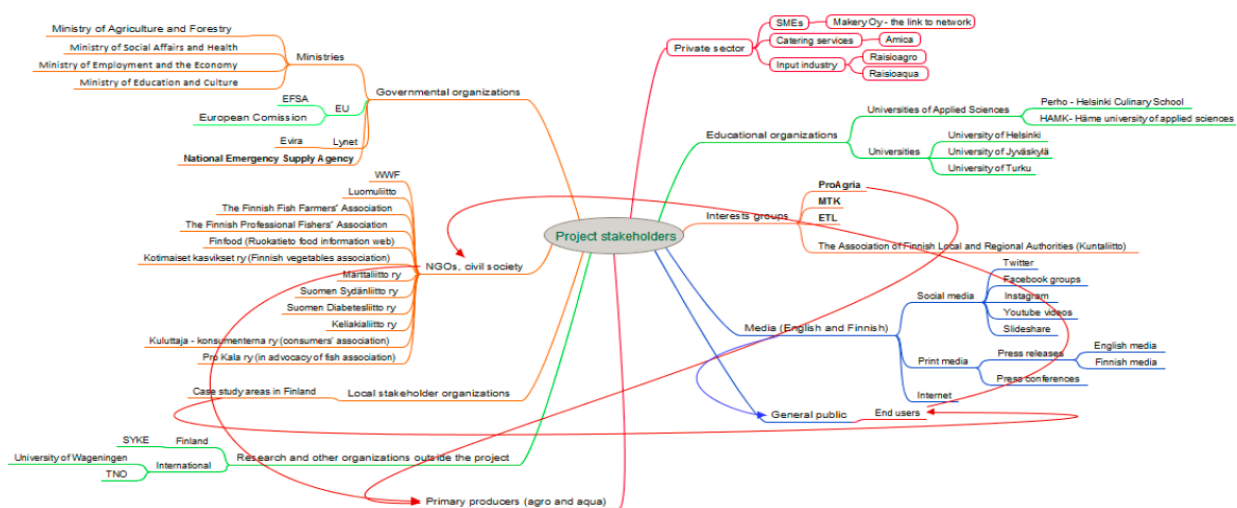 Project stakeholders
Private sector
SMEs
Makery Oy - the link to network
Catering services
Amica
Input industry
Raisioagro
Raisioaqua
Educational organizations
Universities of Applied Sciences
Perho - Helsinki Culinary School
HAMK- Häme university of applied sciences
Universities
University of Helsinki
University of Jyväskylä
University of Turku
Interests groups
ProAgria
MTK
ETL
The Association of Finnish Local and Regional Authorities (Kuntaliitto)
Media (English and Finnish)
Social media
Twitter
Facebook groups
Instagram
Youtube videos
Slideshare
Print media
Press releases
English media
Finnish media
Press conferences
Internet
General public
End users
Governmental organizations
Ministries
Ministry of Agriculture and Forestry
Ministry of Social Affairs and Health
Ministry of Employment and the Economy
Ministry of Education and Culture
EU
EFSA
European Comission
Lynet
Evira
National Emergency Supply Agency
NGOs, civil society
WWF
Luomuliitto
The Finnish Fish Farmers' Association
The Finnish Professional Fishers' Association
Finfood (Ruokatieto food information web)
Kotimaiset kasvikset ry (Finnish vegetables association)
Marttaliitto ry
Suomen Sydänliitto ry
Suomen Diabetesliitto ry
Keliakialiitto ry
Kuluttaja - konsumenterna ry (consumers' association)
Pro Kala ry (in advocacy of fish association)
Local stakeholder organizations
Case study areas in Finland
Research and other organizations outside the project
Finland
SYKE
International
University of Wageningen
TNO
Primary producers (agro and aqua)